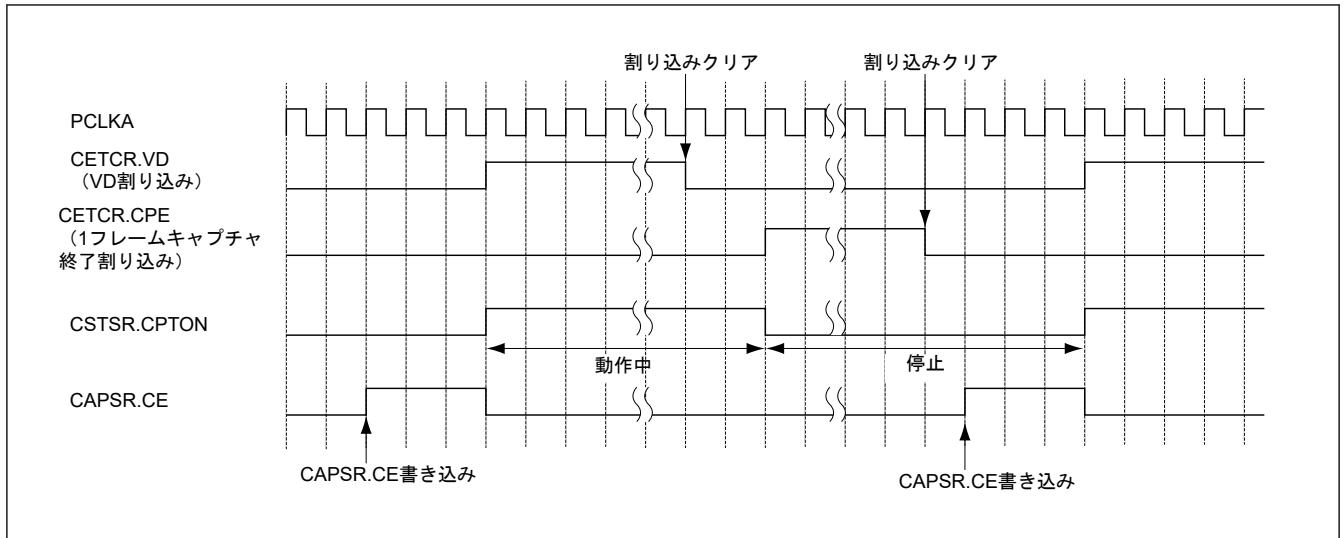 割り込みクリア
割り込みクリア
PCLKA
CETCR.VD
（VD割り込み）
CETCR.CPE
（1フレームキャプチャ
終了割り込み）
CSTSR.CPTON
動作中
停止
CAPSR.CE
CAPSR.CE書き込み
CAPSR.CE書き込み